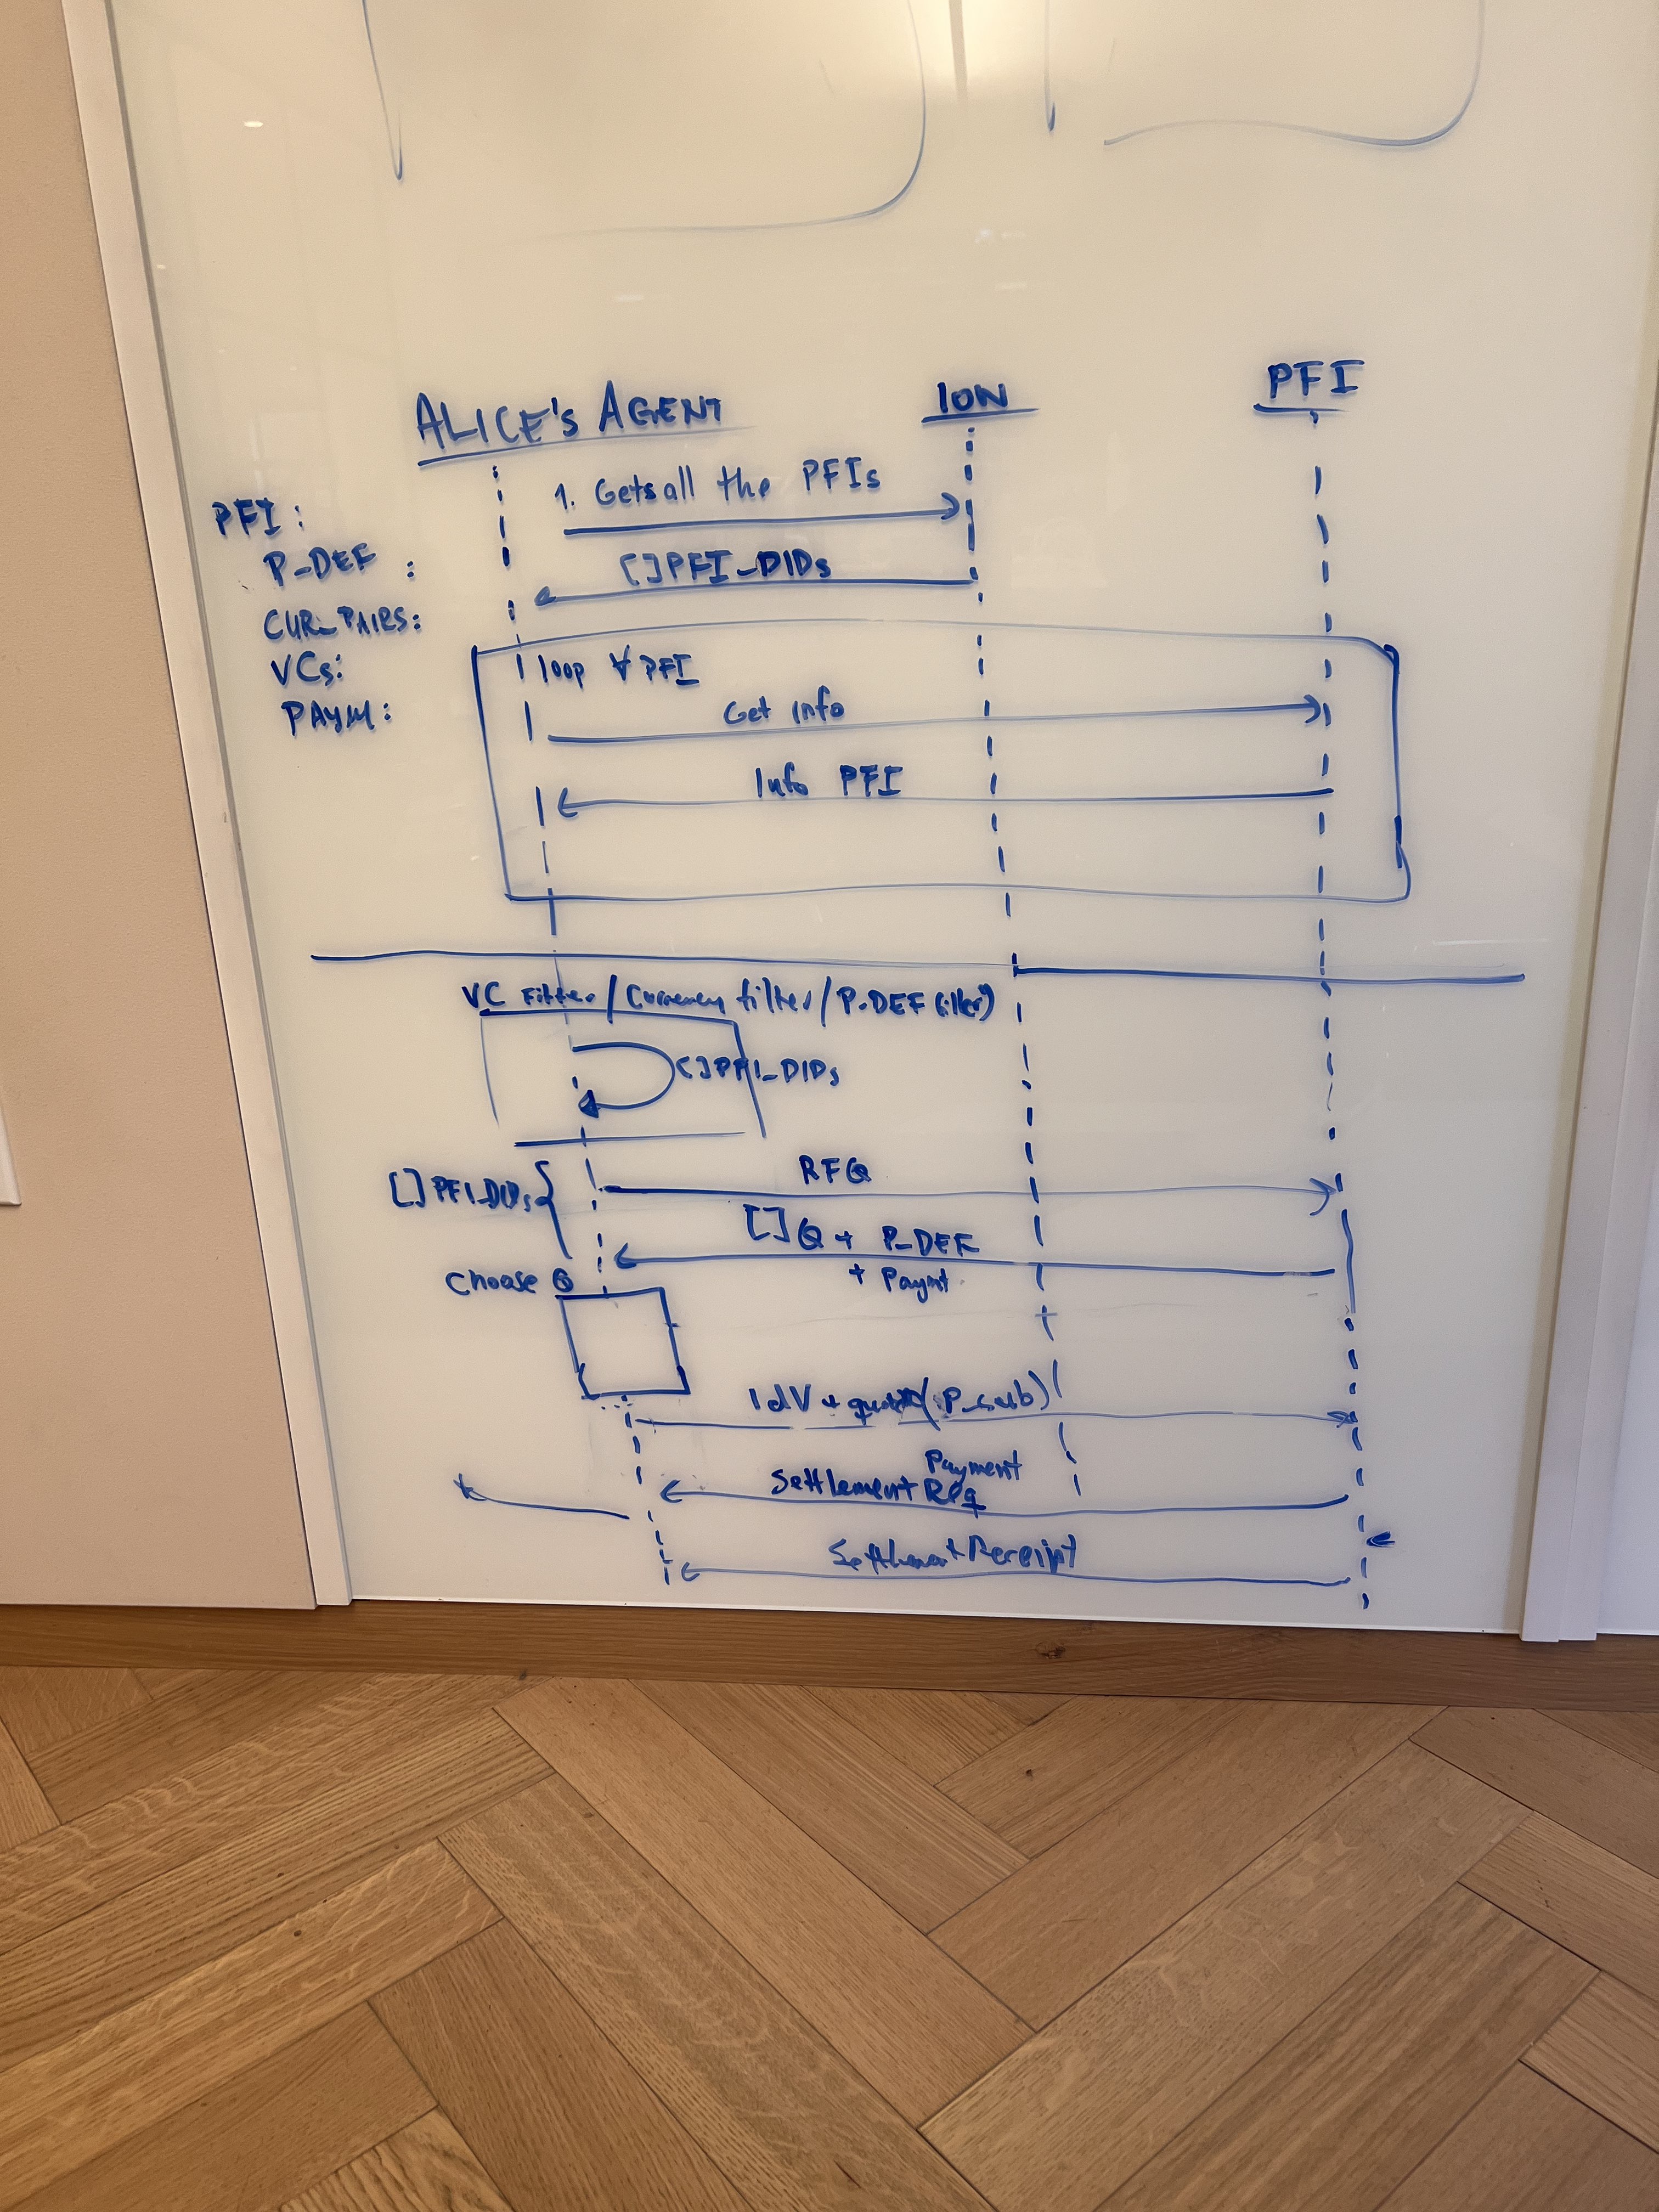 ALICE's AGENT
ION
PFI
1. Gets all the PFIs
PFI:
P-DEF :
[]PFI_DIDs
CUR_PAIRS:
VCs:
PAYM:
loop ∀ PFI
Get info
Info PFI
VC Filter/Currency filter/P-DEF filter)
[]PFI_DIDs
RFQ
[]PFI_DIDs{
[]Q + P_DEF
+ Paymt
Choose Q
IdV + (P_sub)
Payment
Settlement Req
Settlement Receipt